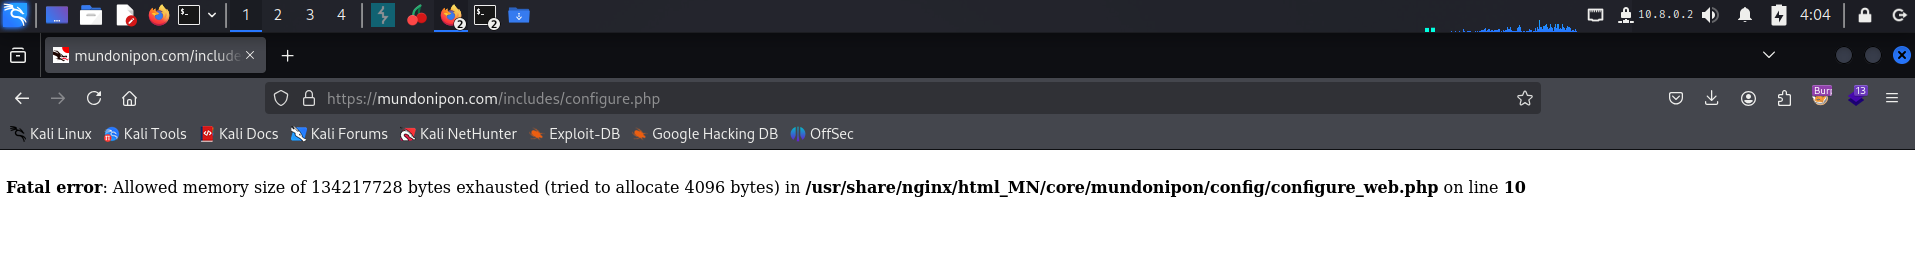 1 2 3 4 2 2 10.8.0.2 4:04
mundonipon.com/include
https://mundonipon.com/includes/configure.php 13
Kali Linux Kali Tools Kali Docs Kali Forums Kali NetHunter Exploit-DB Google Hacking DB OffSec
Fatal error: Allowed memory size of 134217728 bytes exhausted (tried to allocate 4096 bytes) in /usr/share/nginx/html_MN/core/mundonipon/config/configure_web.php on line 10